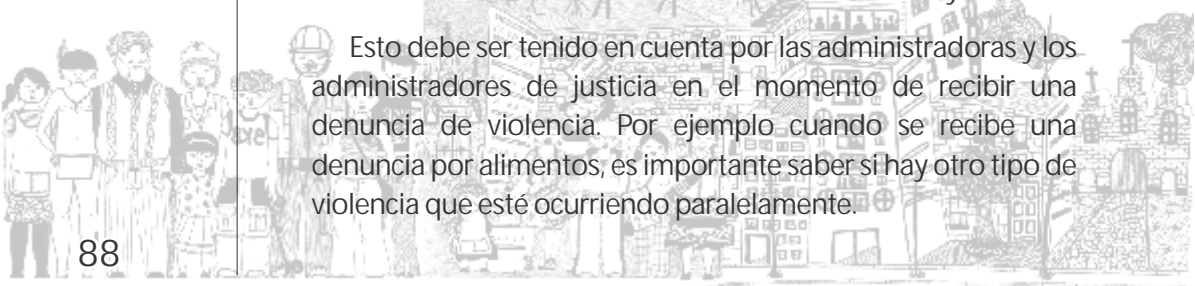 Esto debe ser tenido en cuenta por las administradoras y los
administradores de justicia en el momento de recibir una
denuncia de violencia. Por ejemplo cuando se recibe una
denuncia por alimentos, es importante saber si hay otro tipo de
violencia que esté ocurriendo paralelamente.
88